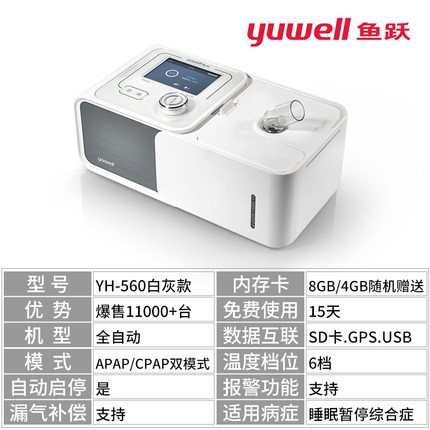 yuwell 鱼跃
yuwell
型号 YH-560白灰款 内存卡 8GB/4GB随机赠送
优势 爆售11000+台 免费使用 15天
机型 全自动 数据互联 SD卡.GPS.USB
模式 APAP/CPAP双模式 温度档位 6档
自动启停 是 报警功能 支持
漏气补偿 支持 适用病症 睡眠暂停综合症